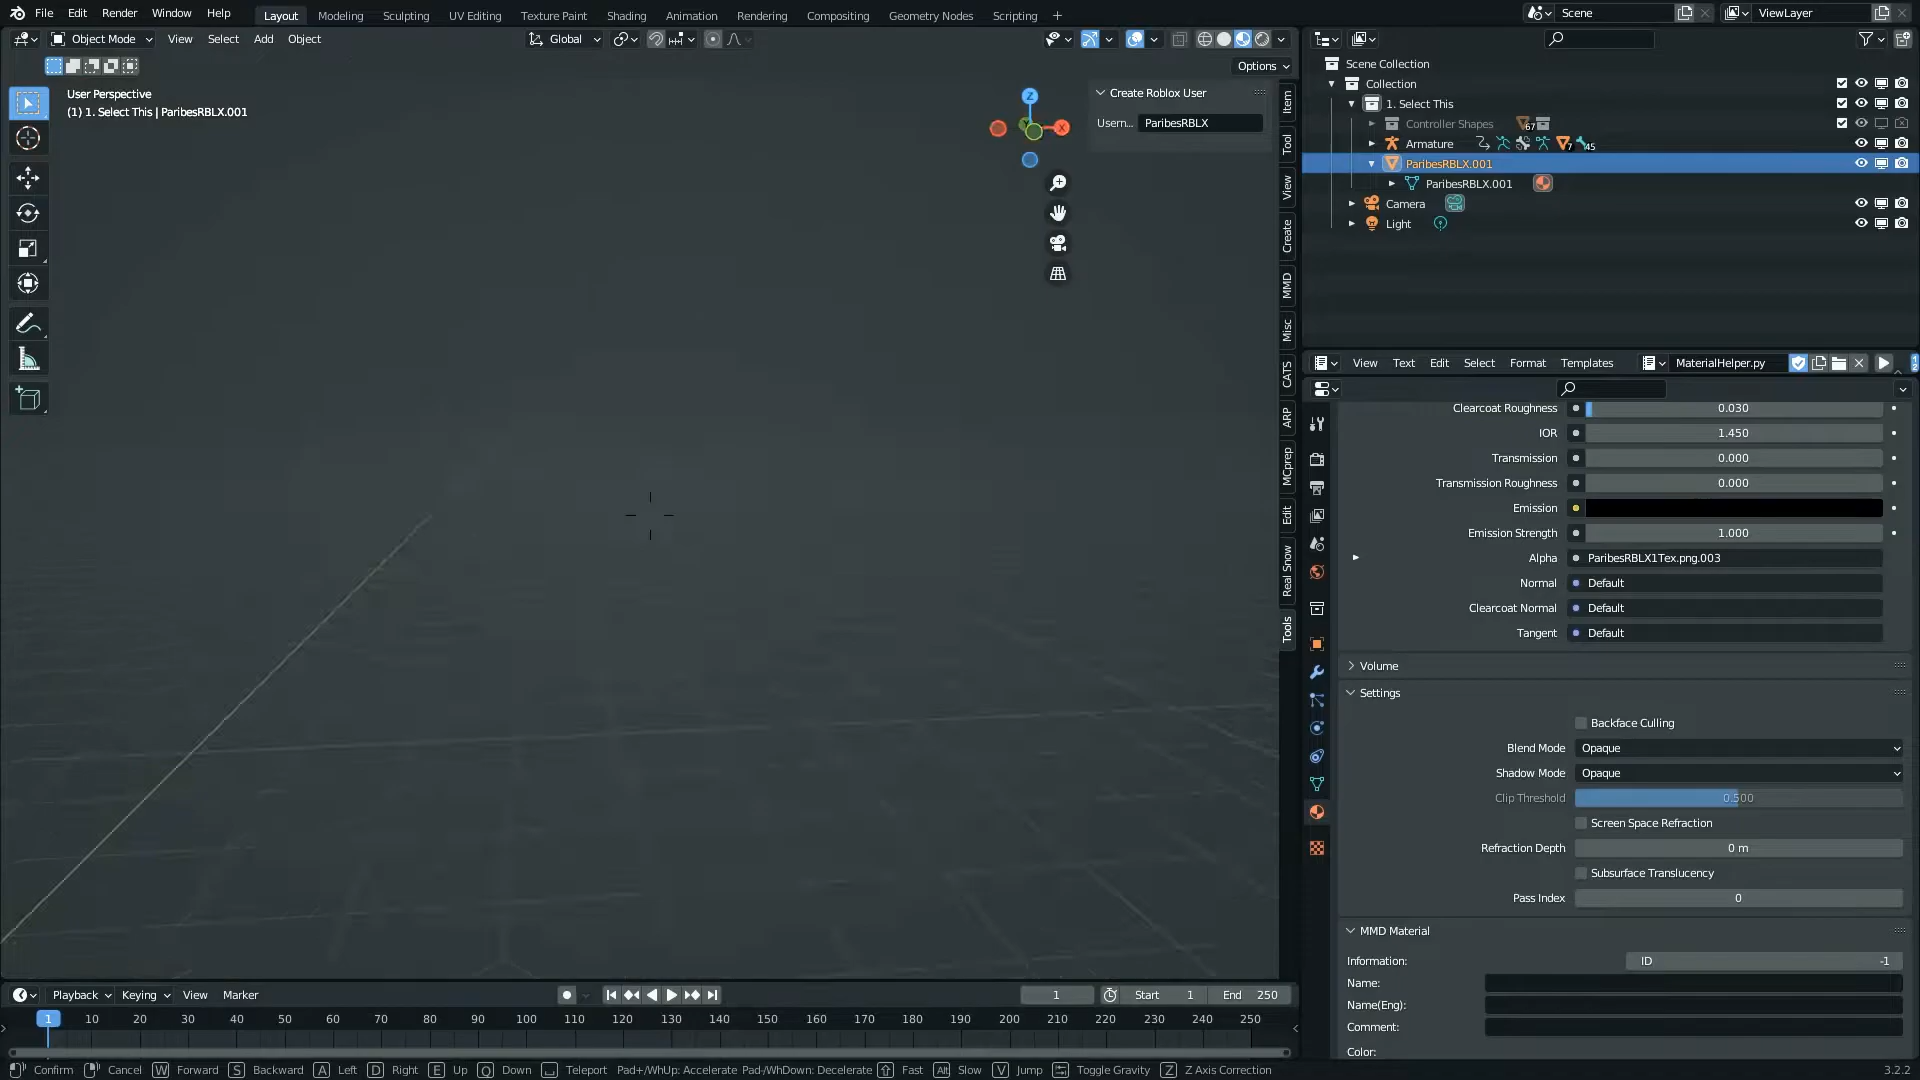 File Edit Render Window Help Layout Modeling Sculpting UV Editing Texture Paint Shading Animation Rendering Compositing Geometry Nodes Scripting + Scene ViewLayer
Object Mode View Select Add Object Global
Options
User Perspective
(1) 1. Select This | ParibesRBLX.001
Z
X
Create Roblox User
Usern... ParibesRBLX
Item
Tool
View
Create
MMD
Misc
CATS
ARP
MCprep
Edit
Real Snow
Tools
Scene Collection
Collection
1. Select This
Controller Shapes 67
Armature 7 45
ParibesRBLX.001
ParibesRBLX.001
Camera
Light
View Text Edit Select Format Templates MaterialHelper.py
Clearcoat Roughness 0.030
IOR 1.450
Transmission 0.000
Transmission Roughness 0.000
Emission
Emission Strength 1.000
Alpha ParibesRBLX1Tex.png.003
Normal Default
Clearcoat Normal Default
Tangent Default
Volume
Settings
Backface Culling
Blend Mode Opaque
Shadow Mode Opaque
Clip Threshold 0.500
Screen Space Refraction
Refraction Depth 0 m
Subsurface Translucency
Pass Index 0
MMD Material
Information: ID -1
Name:
Name(Eng):
Comment:
Color:
Playback Keying View Marker 1 Start 1 End 250
1 10 20 30 40 50 60 70 80 90 100 110 120 130 140 150 160 170 180 190 200 210 220 230 240 250
Confirm Cancel W Forward S Backward A Left D Right E Up Q Down Teleport Pad+/WhUp: Accelerate Pad-/WhDown: Decelerate Fast Alt Slow V Jump Toggle Gravity Z Z Axis Correction 3.2.2